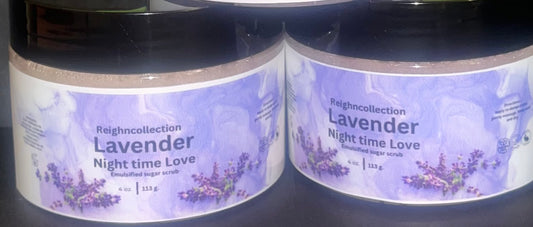 Reighncollection
Lavender
Night time Love
Emulsified sugar scrub
4 oz. | 113 g.
Reighncollection
Lavender
Night time Love
Emulsified sugar scrub
4 oz. | 113 g.